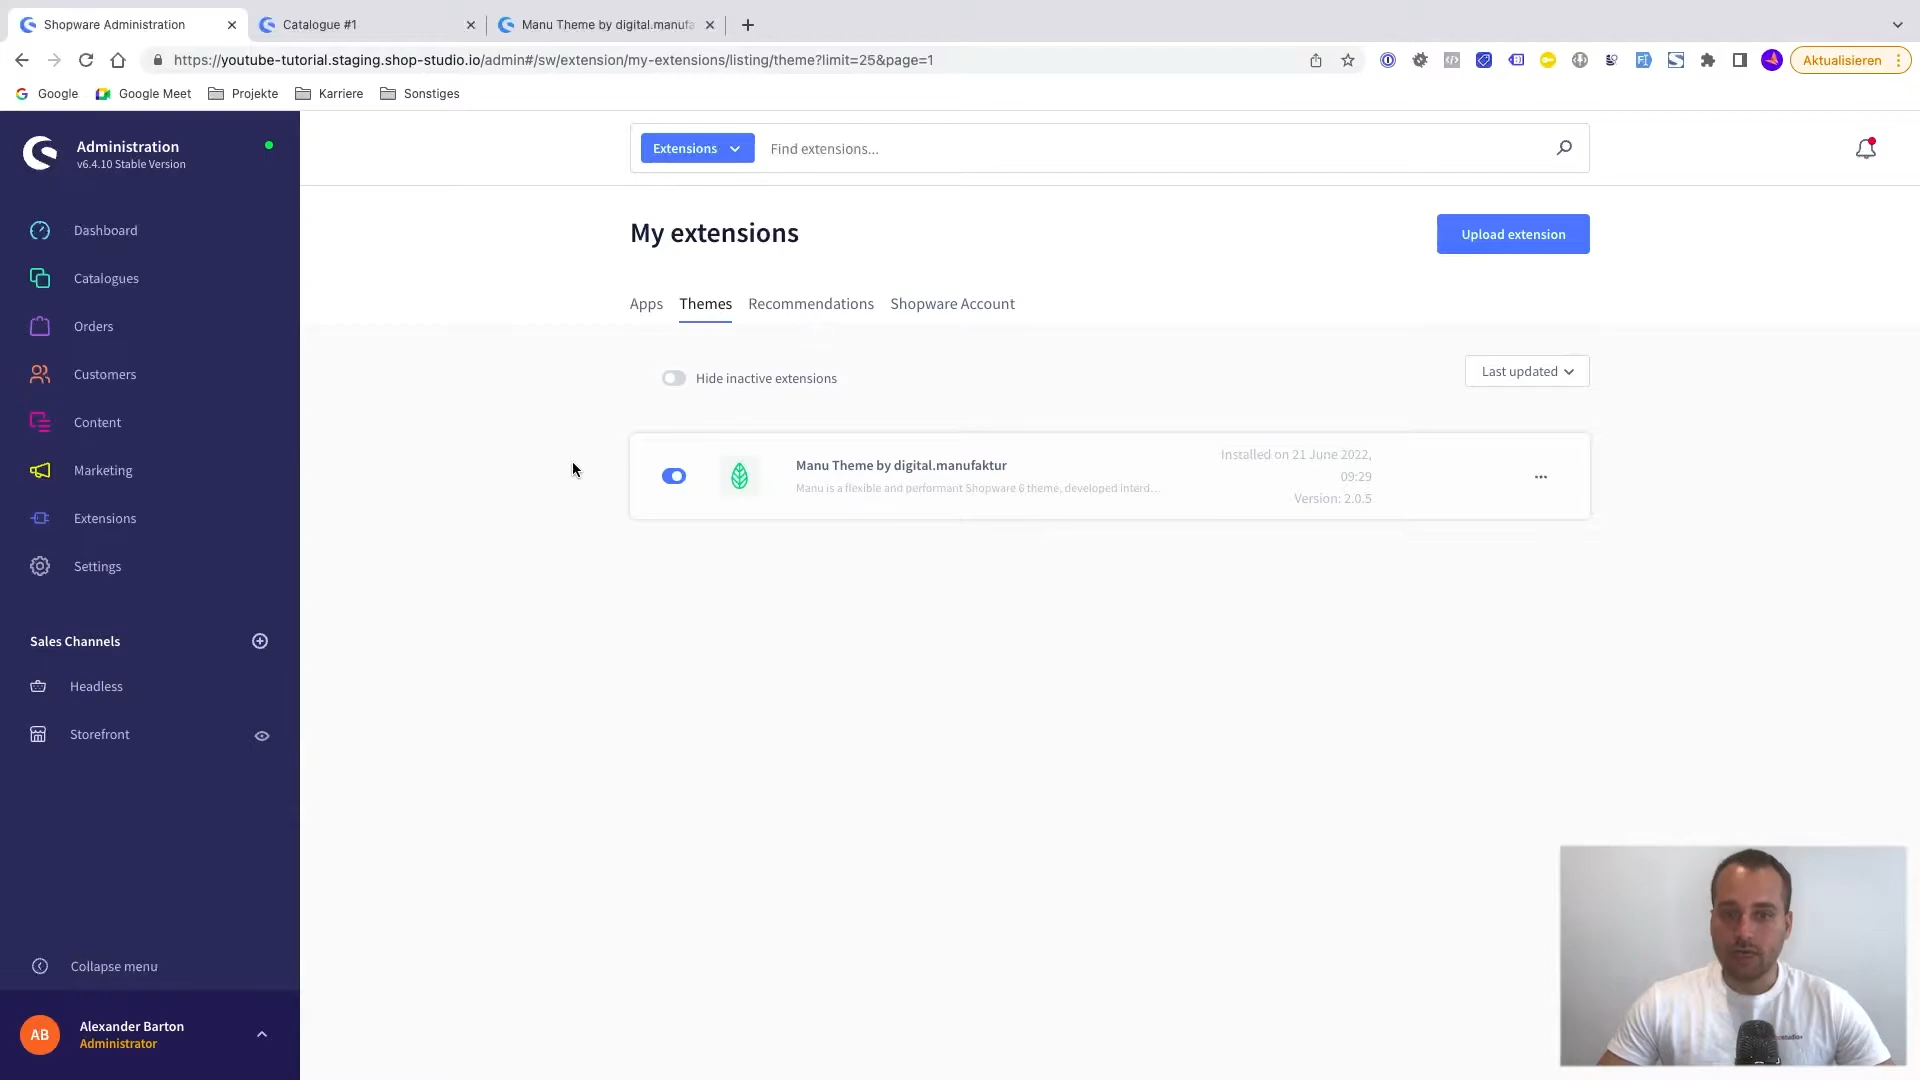 Shopware Administration
Catalogue #1
Manu Theme by digital.manufa
https://youtube-tutorial.staging.shop-studio.io/admin#/sw/extension/my-extensions/listing/theme?limit=25&page=1
Aktualisieren
Google
Google Meet
Projekte
Karriere
Sonstiges
Administration
v6.4.10 Stable Version
Extensions
Find extensions...
Dashboard
Catalogues
Orders
Customers
Content
Marketing
Extensions
Settings
Sales Channels
Headless
Storefront
Collapse menu
AB
Alexander Barton
Administrator
My extensions
Upload extension
Apps
Themes
Recommendations
Shopware Account
Hide inactive extensions
Last updated
Manu Theme by digital.manufaktur
Manu is a flexible and performant Shopware 6 theme, developed interd...
Installed on 21 June 2022,
09:29
Version: 2.0.5